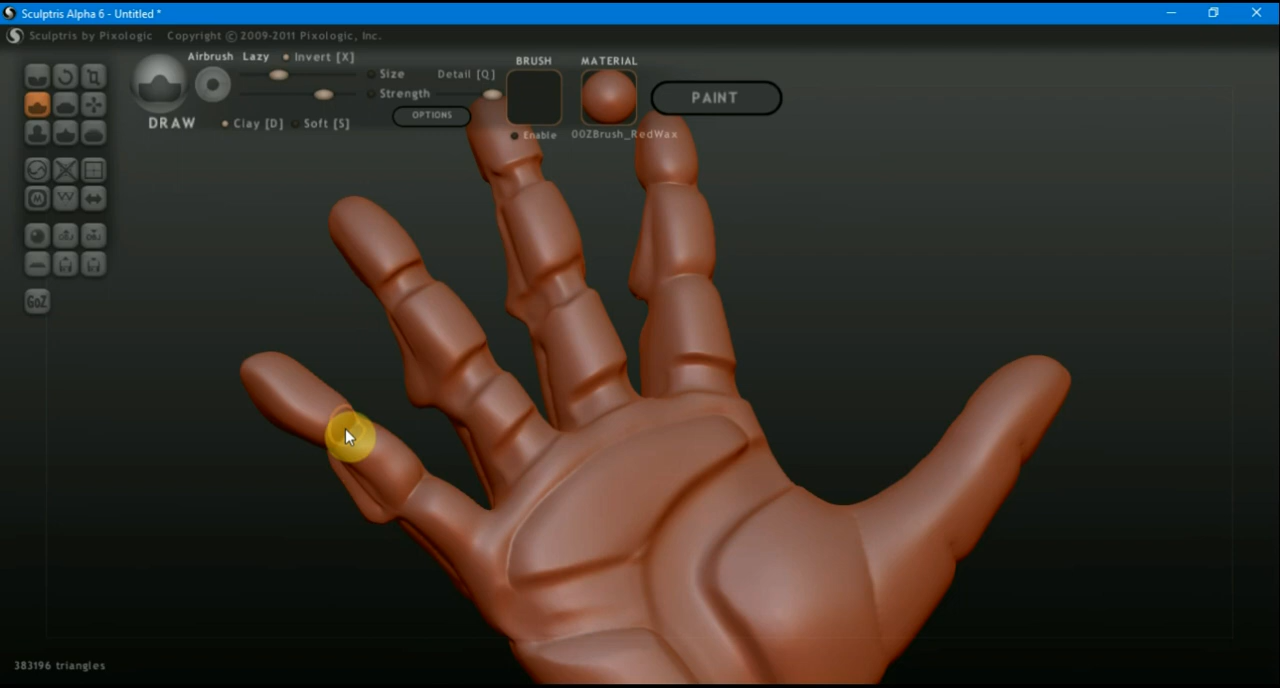 Sculptris Alpha 6 - Untitled *
Sculptris by Pixologic Copyright © 2009-2011 Pixologic, Inc.
Airbrush Lazy Invert [X]
Size Detail [Q]
Strength
DRAW Clay [D] Soft [S]
OPTIONS
BRUSH
Enable
MATERIAL
00ZBrush_RedWax
PAINT
GoZ
383196 triangles